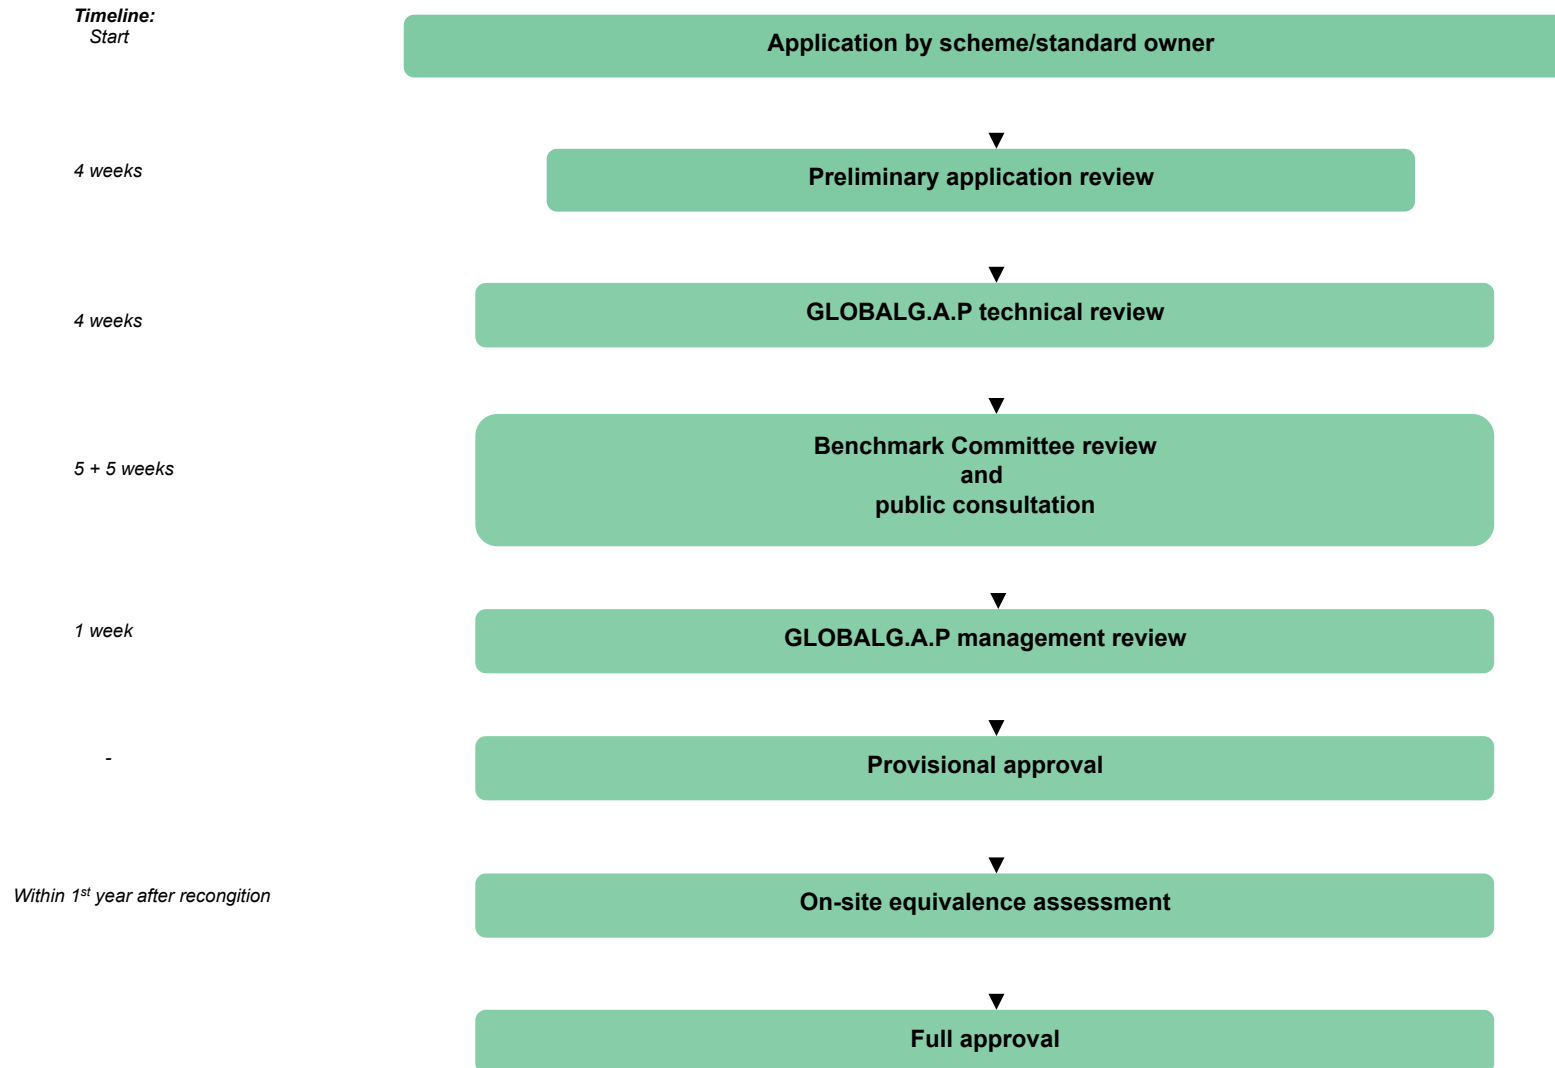 Timeline:
Start
Application by scheme/standard owner
4 weeks
Preliminary application review
4 weeks
GLOBALG.A.P technical review
5 + 5 weeks
Benchmark Committee review
and
public consultation
1 week
GLOBALG.A.P management review
-
Provisional approval
Within 1st year after recongition
On-site equivalence assessment
Full approval